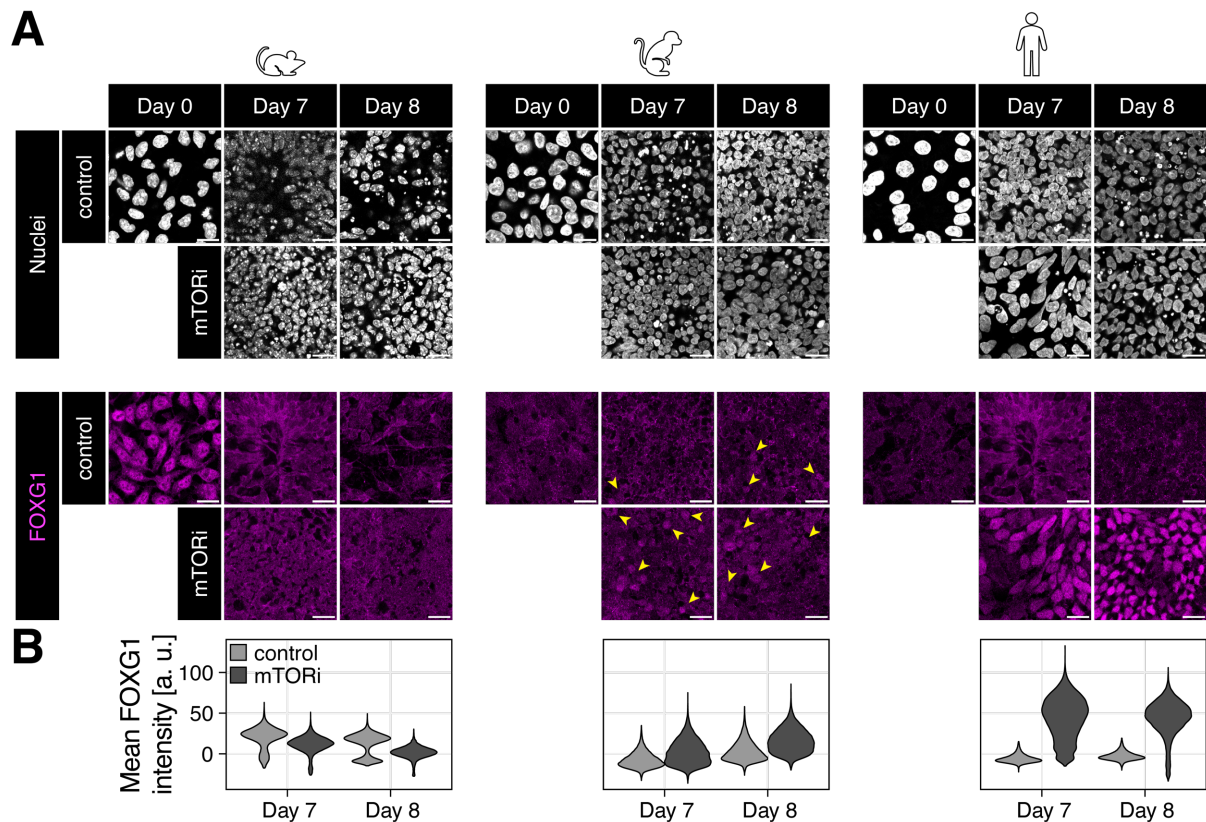 A
Day 0 Day 7 Day 8 Day 0 Day 7 Day 8 Day 0 Day 7 Day 8
Nuclei
control
mTORi
FOXG1
control
mTORi
B
Mean FOXG1
intensity [a. u.]
100
50
0
control
mTORi
Day 7 Day 8 Day 7 Day 8 Day 7 Day 8